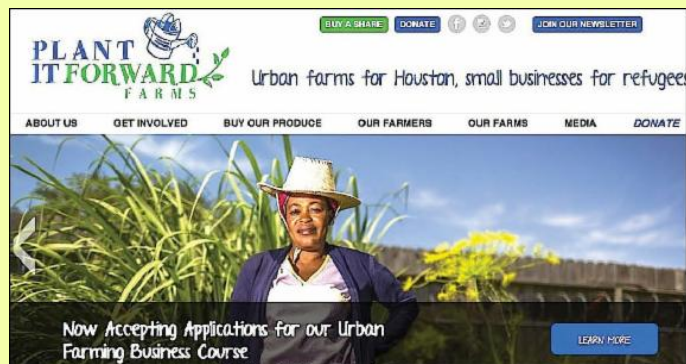 BUY A SHARE DONATE JOIN OUR NEWSLETTER
PLANT
IT FORWARD
FARMS
Urban farms for Houston, small businesses for refugees
ABOUT US GET INVOLVED BUY OUR PRODUCE OUR FARMERS OUR FARMS MEDIA DONATE
Now Accepting Applications for our Urban
Farming Business Course
LEARN MORE